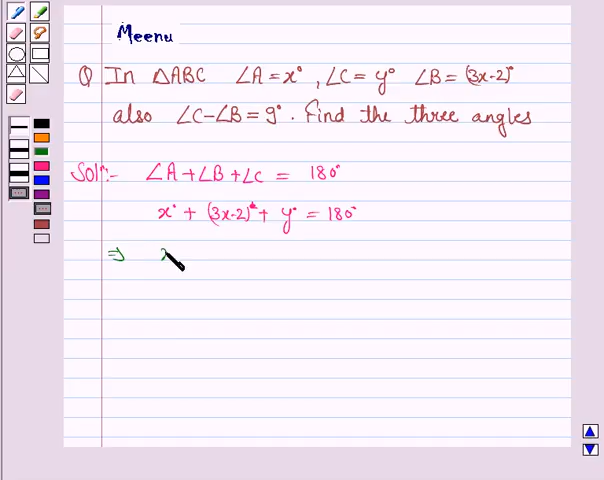 Meenu
Q In △ABC ∠A = x° , ∠C = y° ∠B = (3x-2)°
also ∠C-∠B = 9° . Find the three angles
Solⁿ:- ∠A + ∠B + ∠C = 180°
x° + (3x-2)° + y° = 180°
⇒ x